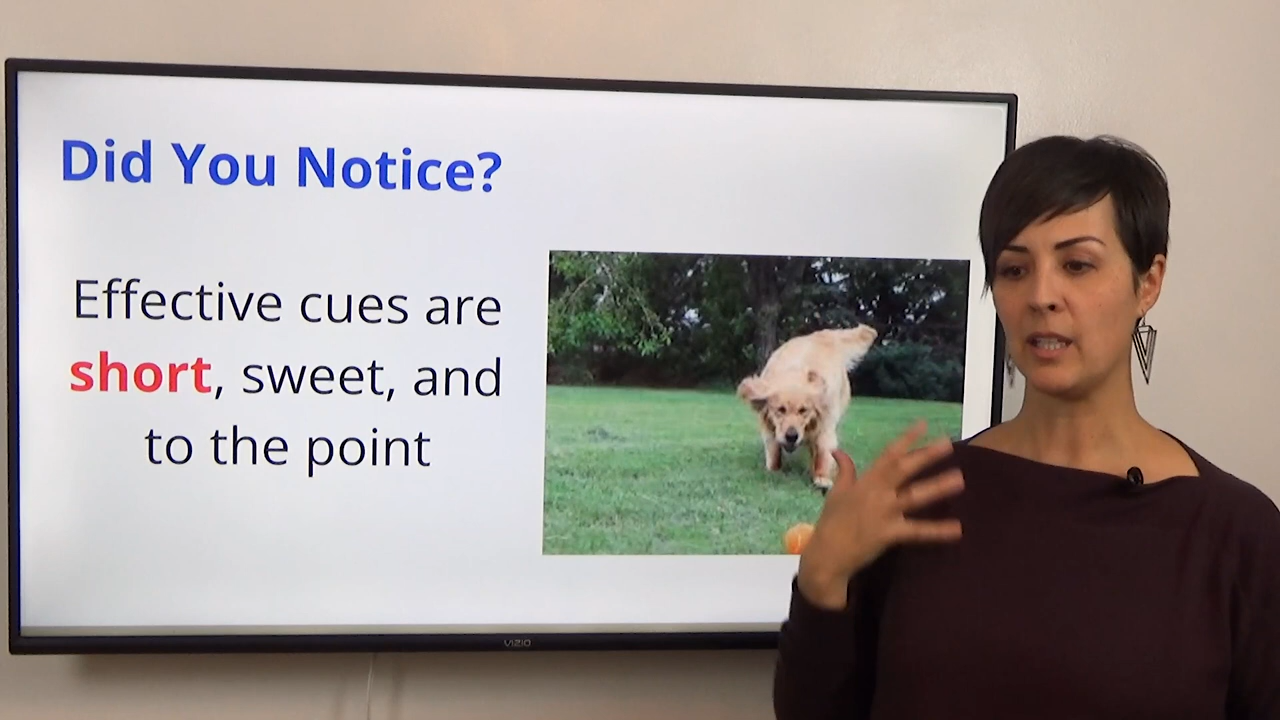 Did You Notice?
Effective cues are
short, sweet, and
to the point
VIZIO